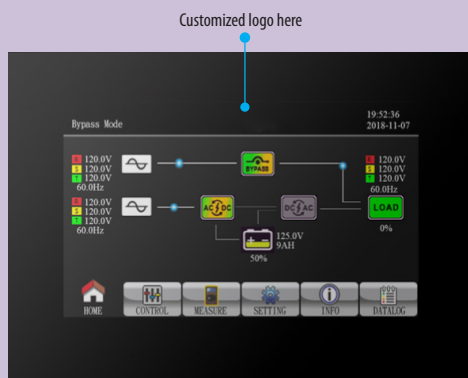 Customized logo here
Bypass Mode
19:52:36
2018-11-07
R 120.0V
S 120.0V
T 120.0V
60.0Hz
BYPASS
R 120.0V
S 120.0V
T 120.0V
60.0Hz
R 120.0V
S 120.0V
T 120.0V
60.0Hz
AC DC
DC AC
LOAD
0%
125.0V
9AH
50%
HOME
CONTROL
MEASURE
SETTING
INFO
DATALOG